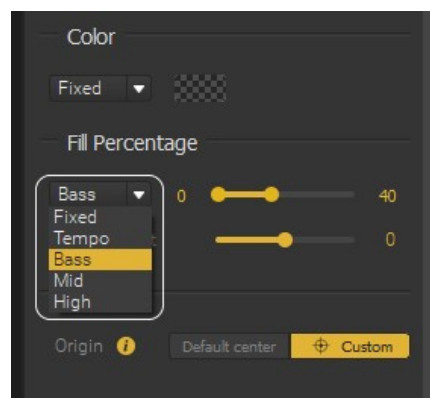 Color
Fixed
Fill Percentage
Bass 0 40
Fixed
Tempo 0
Bass
Mid
High
Origin i Default center Custom